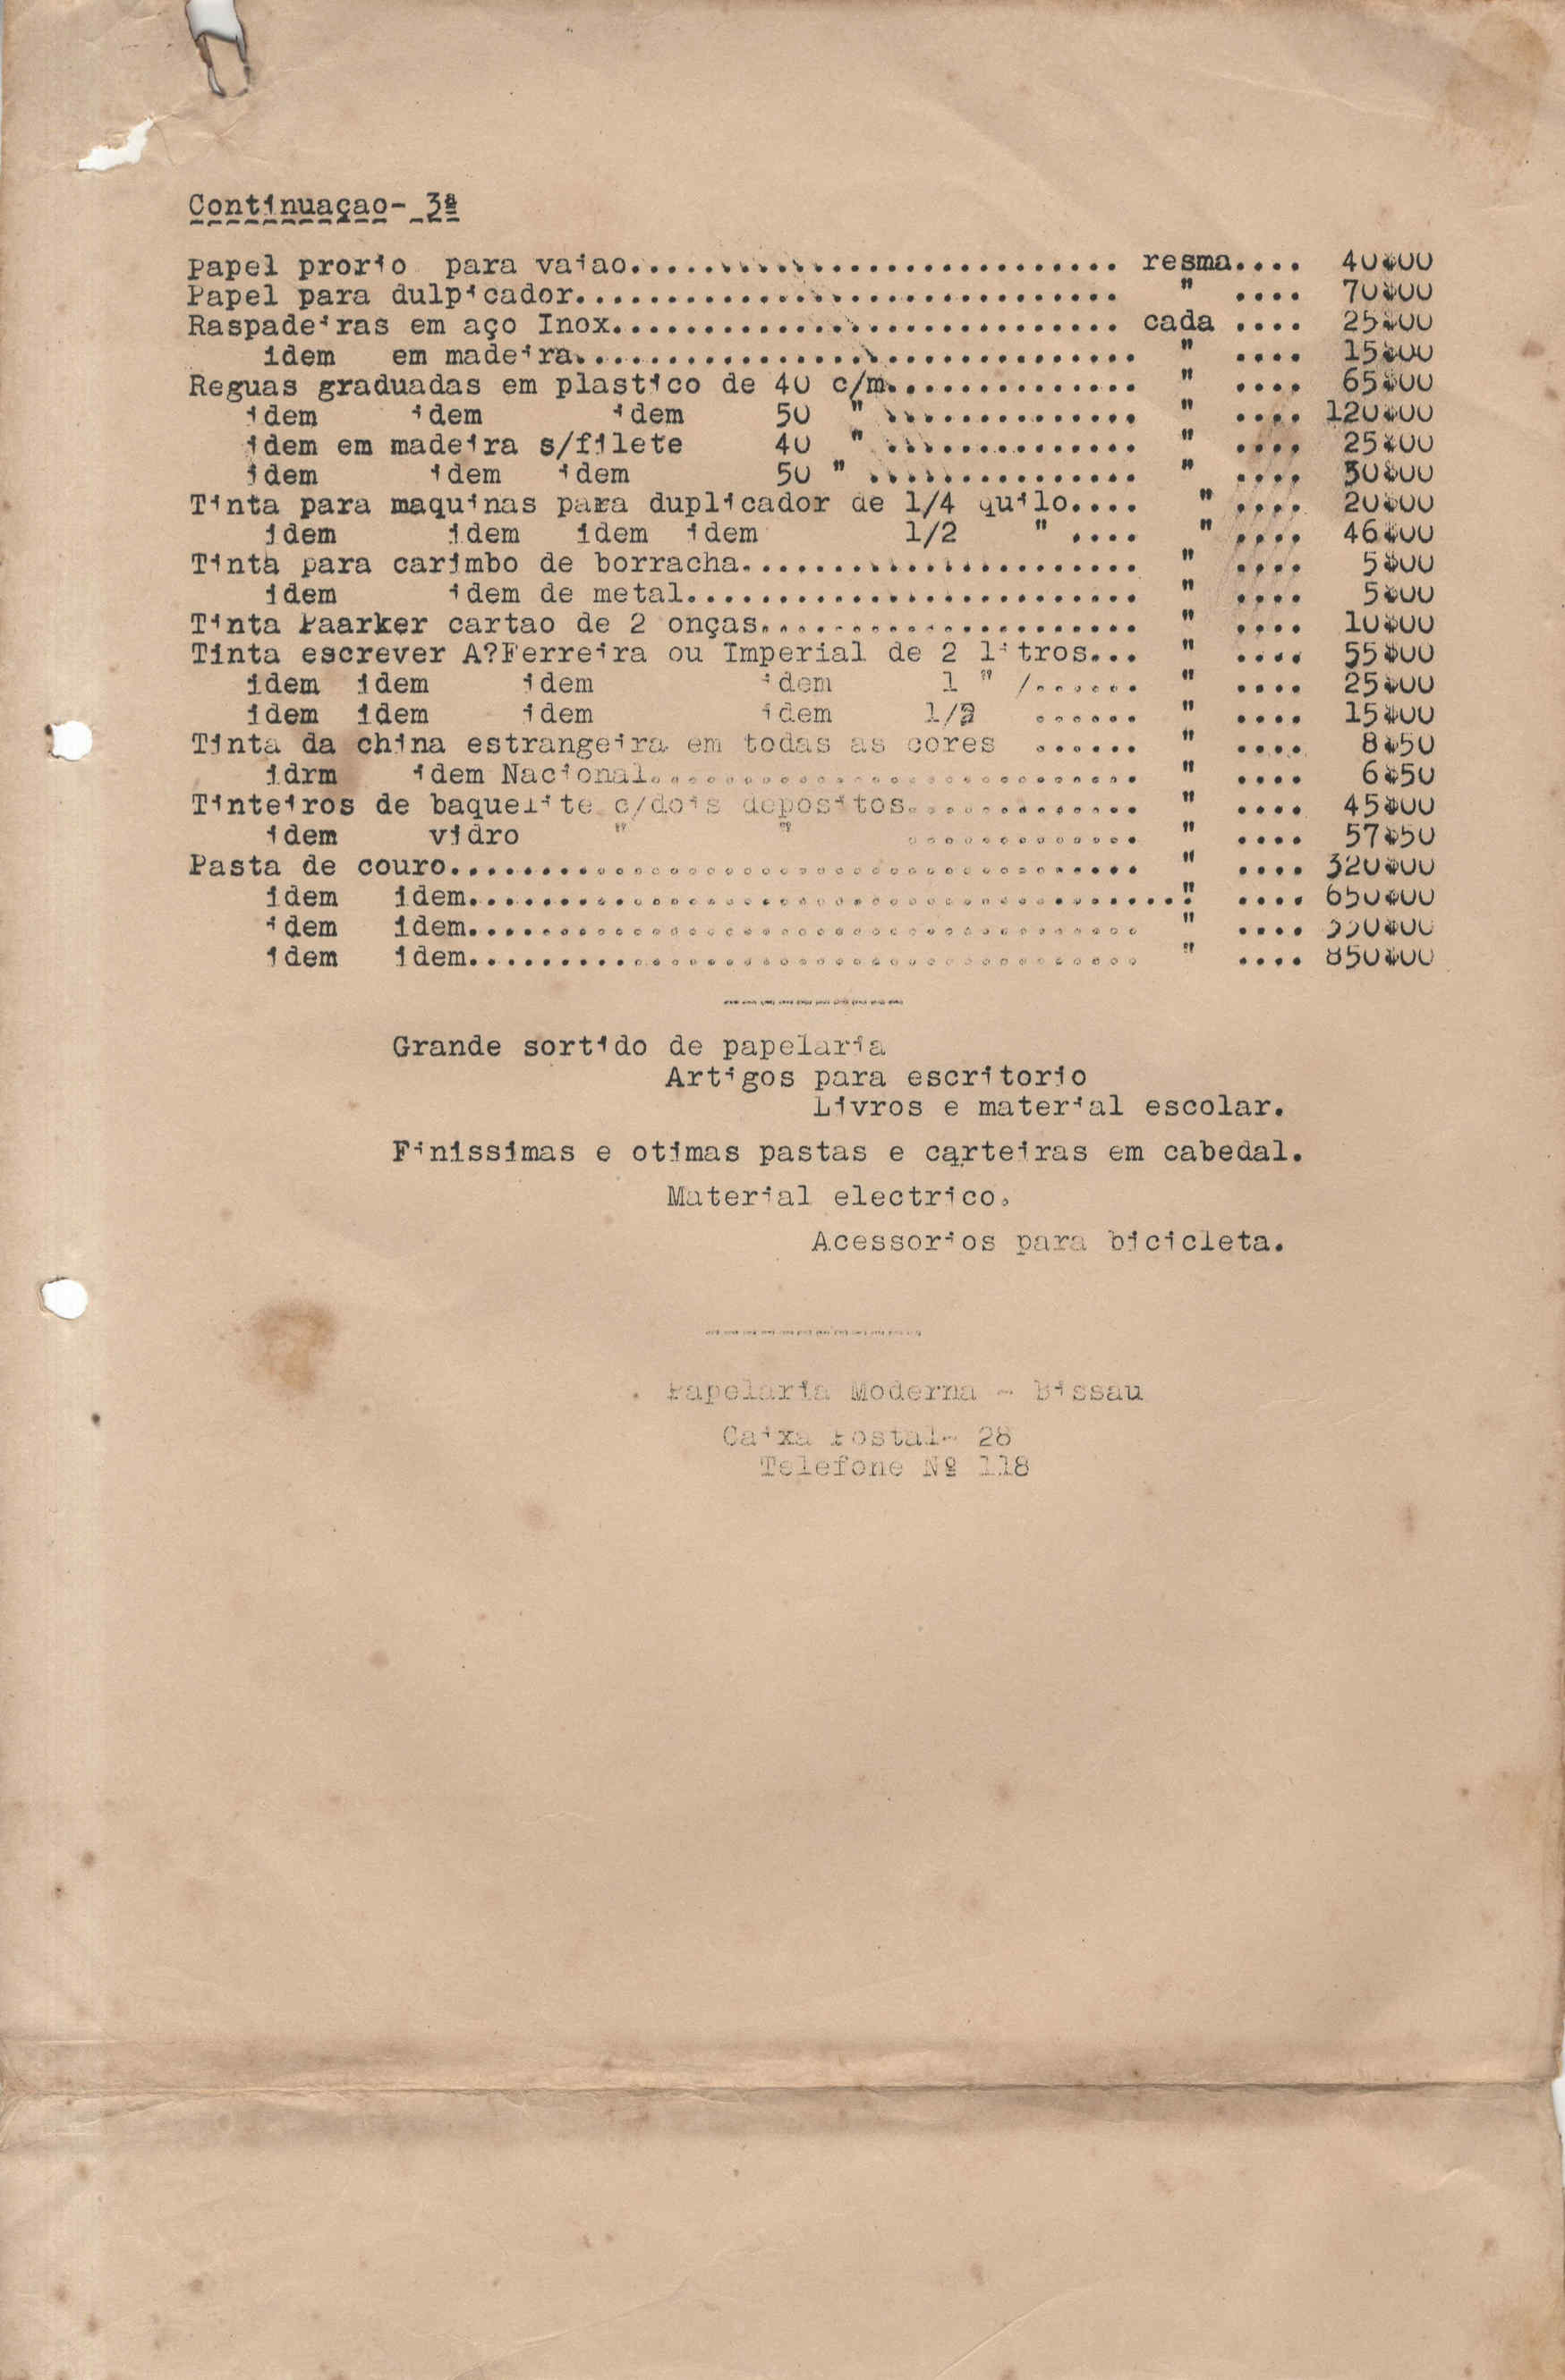 Continuaçao- 3ª
Papel prorio para vaiao............................ resma.... 40$00
Papel para dulpicador.............................. " .... 70$00
Raspadeiras em aço Inox............................ cada .... 25$00
idem em madeira............................... " .... 15$00
Reguas graduadas em plastico de 40 c/m.............. " .... 65$00
idem idem idem 50 " .............. " .... 120$00
idem em madeira s/filete 40 " .............. " .... 25$00
idem idem idem 50 " ............... " .... 30$00
Tinta para maquinas para duplicador de 1/4 quilo.... " .... 20$00
idem idem idem idem 1/2 " .... " .... 46$00
Tinta para carimbo de borracha...................... " .... 5$00
idem idem de metal......................... " .... 5$00
Tinta Paarker cartao de 2 onças..................... " .... 10$00
Tinta escrever A?Ferreira ou Imperial de 2 litros... " .... 55$00
idem idem idem idem 1 " /...... " .... 25$00
idem idem idem idem 1/2 ...... " .... 15$00
Tinta da china estrangeira em todas as cores ...... " .... 8$50
idrm idem Nacional........................... " .... 6$50
Tinteiros de baquelite c/dois depositos............. " .... 45$00
idem vidro " " ............. " .... 57$50
Pasta de couro...................................... " .... 320$00
idem idem........................................" .... 650$00
idem idem..................................... " .... $00
idem idem..................................... " .... 850$00
----------
Grande sortido de papelaria
Artigos para escritorio
Livros e material escolar.
Finissimas e otimas pastas e carteiras em cabedal.
Material electrico.
Acessorios para bicicleta.
------------
Papelaria Moderna - Bissau
Caixa Postal- 28
Telefone Nº 118